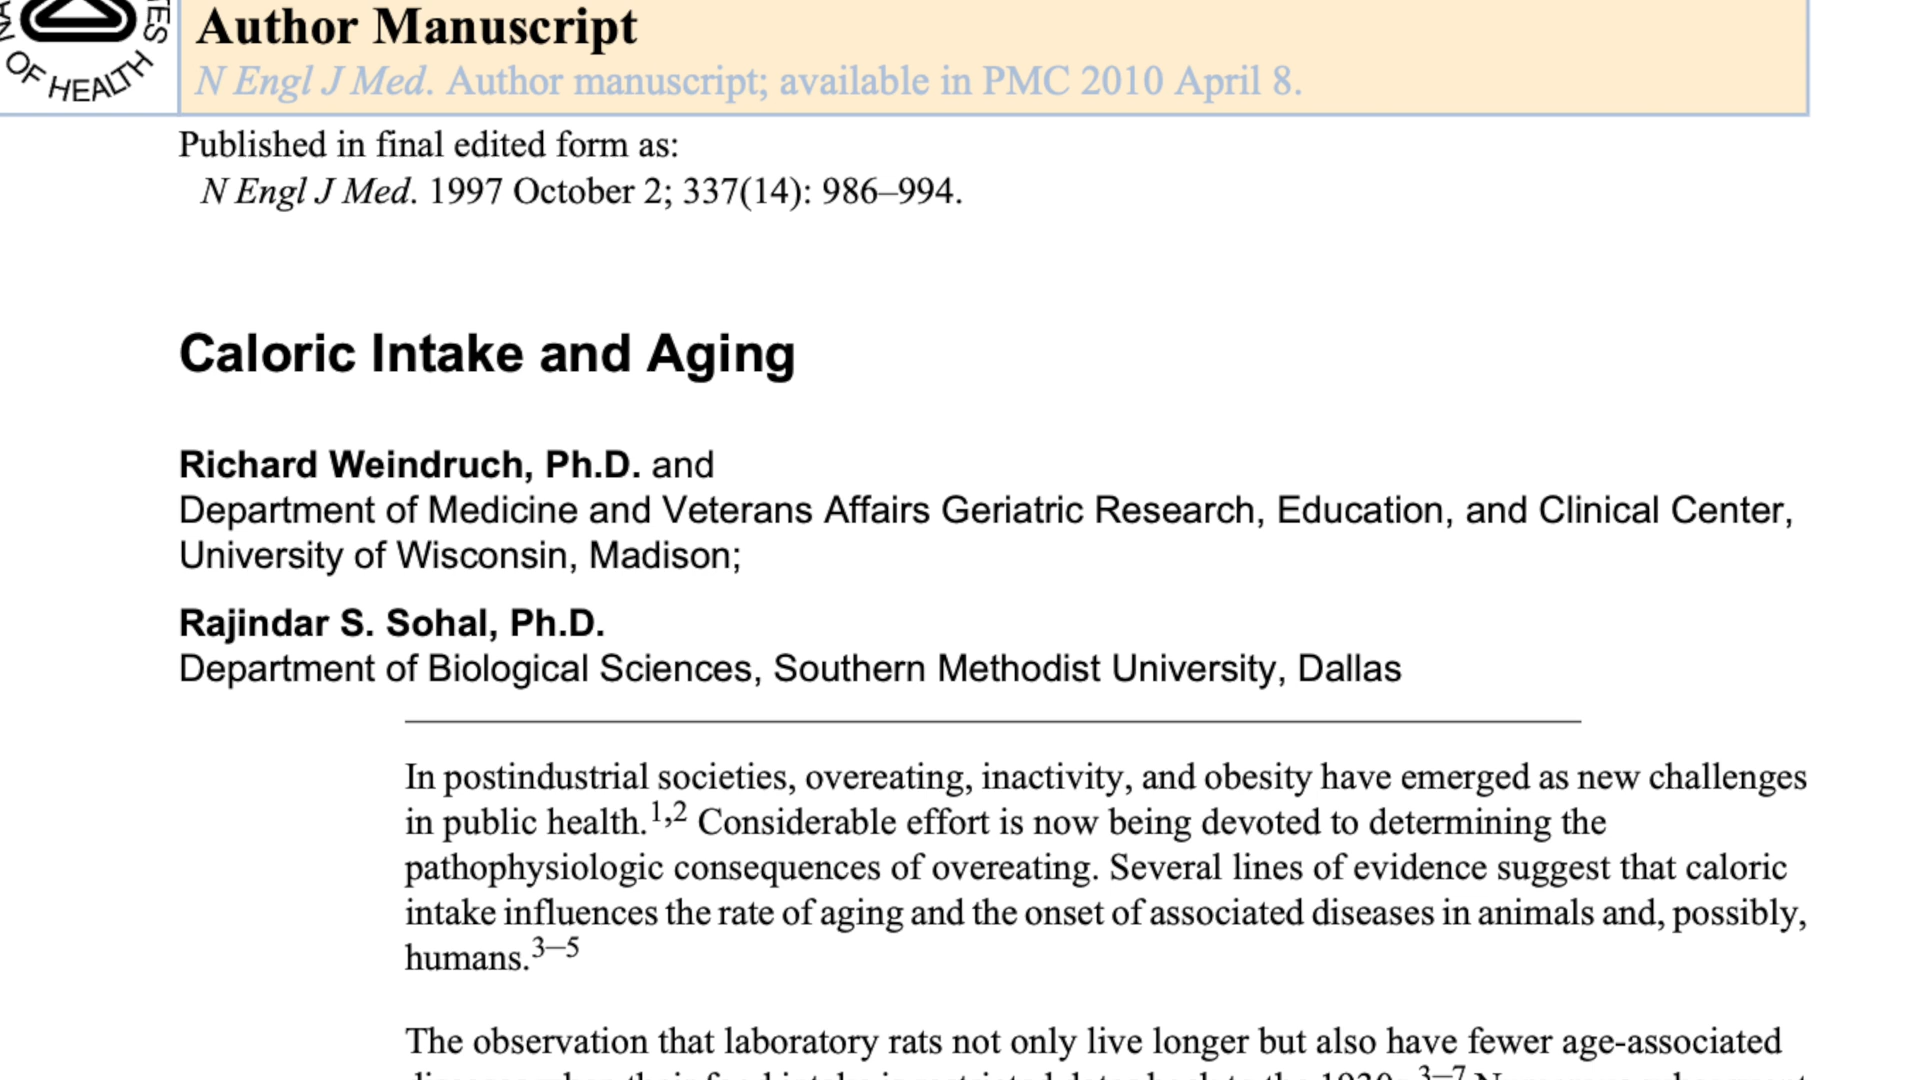 Author Manuscript
N Engl J Med. Author manuscript; available in PMC 2010 April 8.
OF HEALTH
Published in final edited form as:
N Engl J Med. 1997 October 2; 337(14): 986–994.
Caloric Intake and Aging
Richard Weindruch, Ph.D. and
Department of Medicine and Veterans Affairs Geriatric Research, Education, and Clinical Center,
University of Wisconsin, Madison;
Rajindar S. Sohal, Ph.D.
Department of Biological Sciences, Southern Methodist University, Dallas
In postindustrial societies, overeating, inactivity, and obesity have emerged as new challenges
in public health.1,2 Considerable effort is now being devoted to determining the
pathophysiologic consequences of overeating. Several lines of evidence suggest that caloric
intake influences the rate of aging and the onset of associated diseases in animals and, possibly,
humans.3–5
The observation that laboratory rats not only live longer but also have fewer age-associated